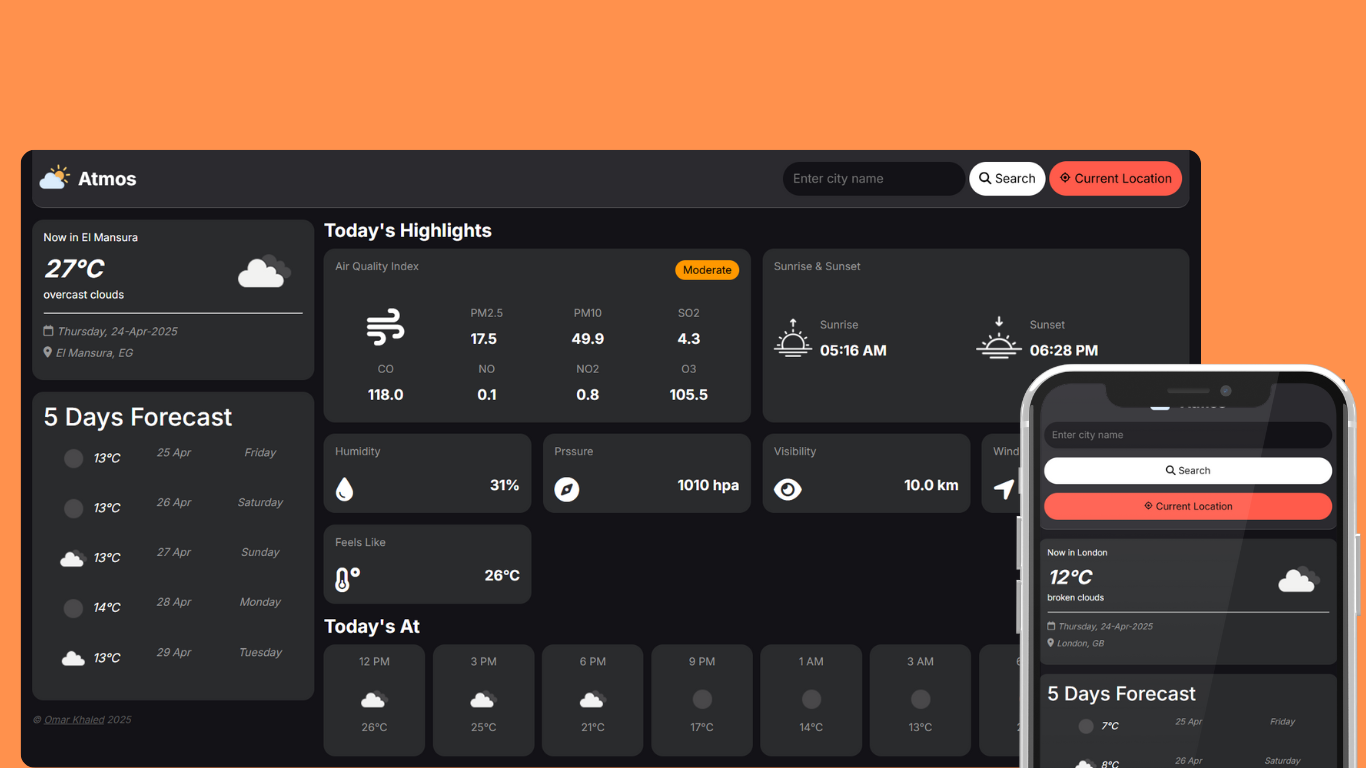 Atmos
Enter city name
Search
Current Location
Now in El Mansura
27°C
overcast clouds
Thursday, 24-Apr-2025
El Mansura, EG
5 Days Forecast
13°C 25 Apr Friday
13°C 26 Apr Saturday
13°C 27 Apr Sunday
14°C 28 Apr Monday
13°C 29 Apr Tuesday
© Omar Khaled 2025
Today's Highlights
Air Quality Index
Moderate
PM2.5 PM10 SO2
17.5 49.9 4.3
CO NO NO2 O3
118.0 0.1 0.8 105.5
Sunrise & Sunset
Sunrise
05:16 AM
Sunset
06:28 PM
Humidity
31%
Prssure
1010 hpa
Visibility
10.0 km
Wind
Feels Like
26°C
Today's At
12 PM 3 PM 6 PM 9 PM 1 AM 3 AM
26°C 25°C 21°C 17°C 14°C 13°C
Enter city name
Search
Current Location
Now in London
12°C
broken clouds
Thursday, 24-Apr-2025
London, GB
5 Days Forecast
7°C 25 Apr Friday
8°C 26 Apr Saturday